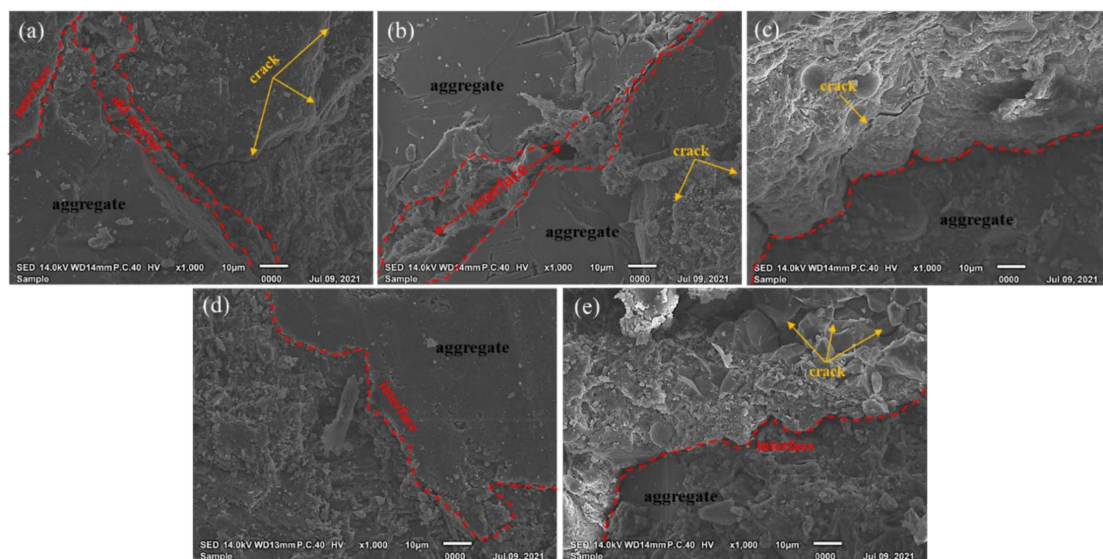 (a)
crack
interface
old mortar
aggregate
SED 14.0kV WD14mm P.C.40 HV x1,000 10μm 0000 Jul 09, 2021
Sample
(b)
aggregate
crack
interface
aggregate
SED 14.0kV WD14mm P.C.40 HV x1,000 10μm 0000 Jul 09, 2021
Sample
(c)
crack
aggregate
SED 14.0kV WD14mm P.C.40 HV x1,000 10μm 0000 Jul 09, 2021
Sample
(d)
aggregate
interface
SED 14.0kV WD13mm P.C.40 HV x1,000 10μm 0000 Jul 09, 2021
Sample
(e)
crack
interface
aggregate
SED 14.0kV WD14mm P.C.40 HV x1,000 10μm 0000 Jul 09, 2021
Sample